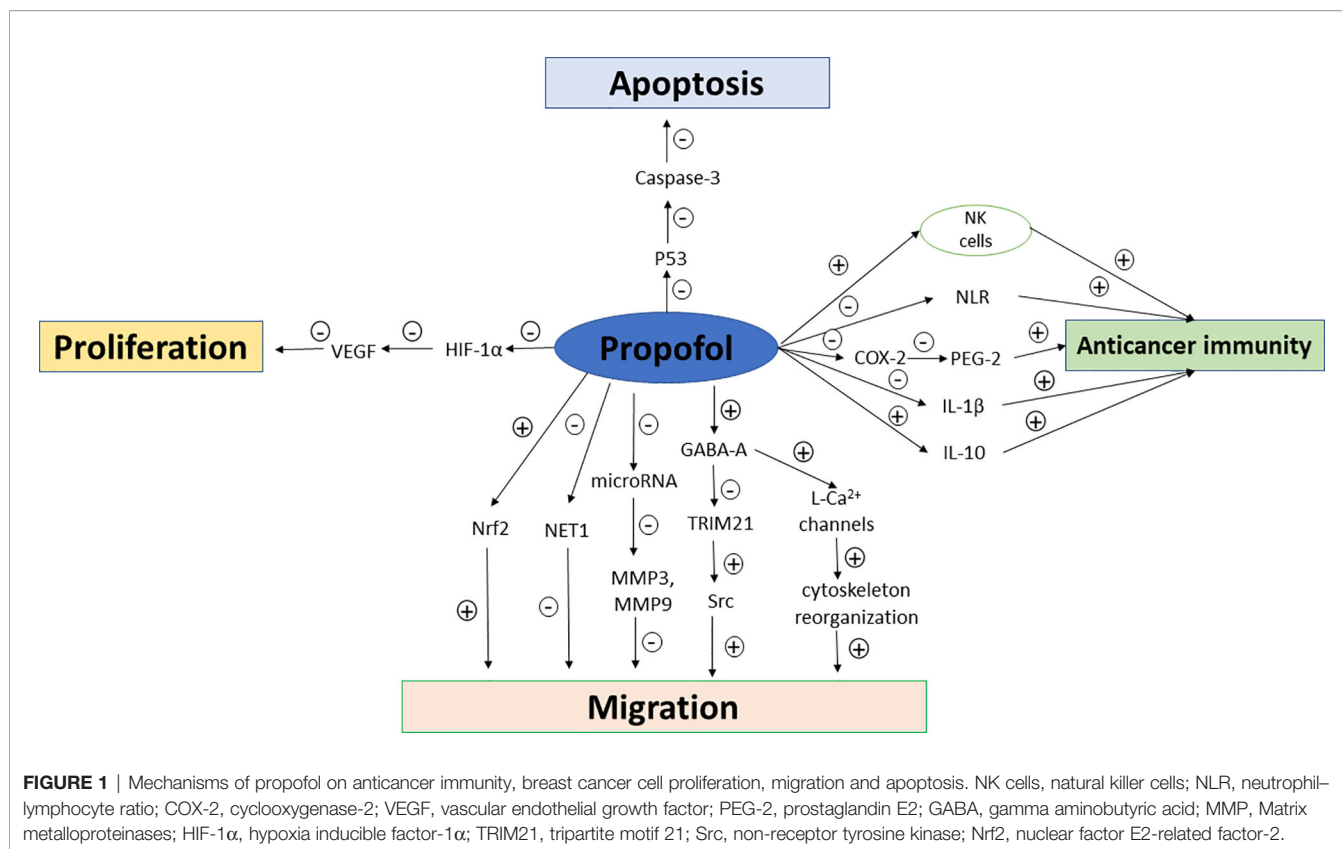 Apoptosis
-
Caspase-3
-
P53
-
Propofol
Proliferation
-
VEGF
-
HIF-1α
-
+
NK
cells
+
-
NLR
+
-
COX-2
-
PEG-2
+
-
IL-1β
+
+
IL-10
+
Anticancer immunity
+
Nrf2
+
-
NET1
-
-
microRNA
-
MMP3,
MMP9
-
+
GABA-A
-
TRIM21
+
Src
+
+
L-Ca²⁺
channels
+
cytoskeleton
reorganization
+
Migration
FIGURE 1 | Mechanisms of propofol on anticancer immunity, breast cancer cell proliferation, migration and apoptosis. NK cells, natural killer cells; NLR, neutrophil–
lymphocyte ratio; COX-2, cyclooxygenase-2; VEGF, vascular endothelial growth factor; PEG-2, prostaglandin E2; GABA, gamma aminobutyric acid; MMP, Matrix
metalloproteinases; HIF-1α, hypoxia inducible factor-1α; TRIM21, tripartite motif 21; Src, non-receptor tyrosine kinase; Nrf2, nuclear factor E2-related factor-2.